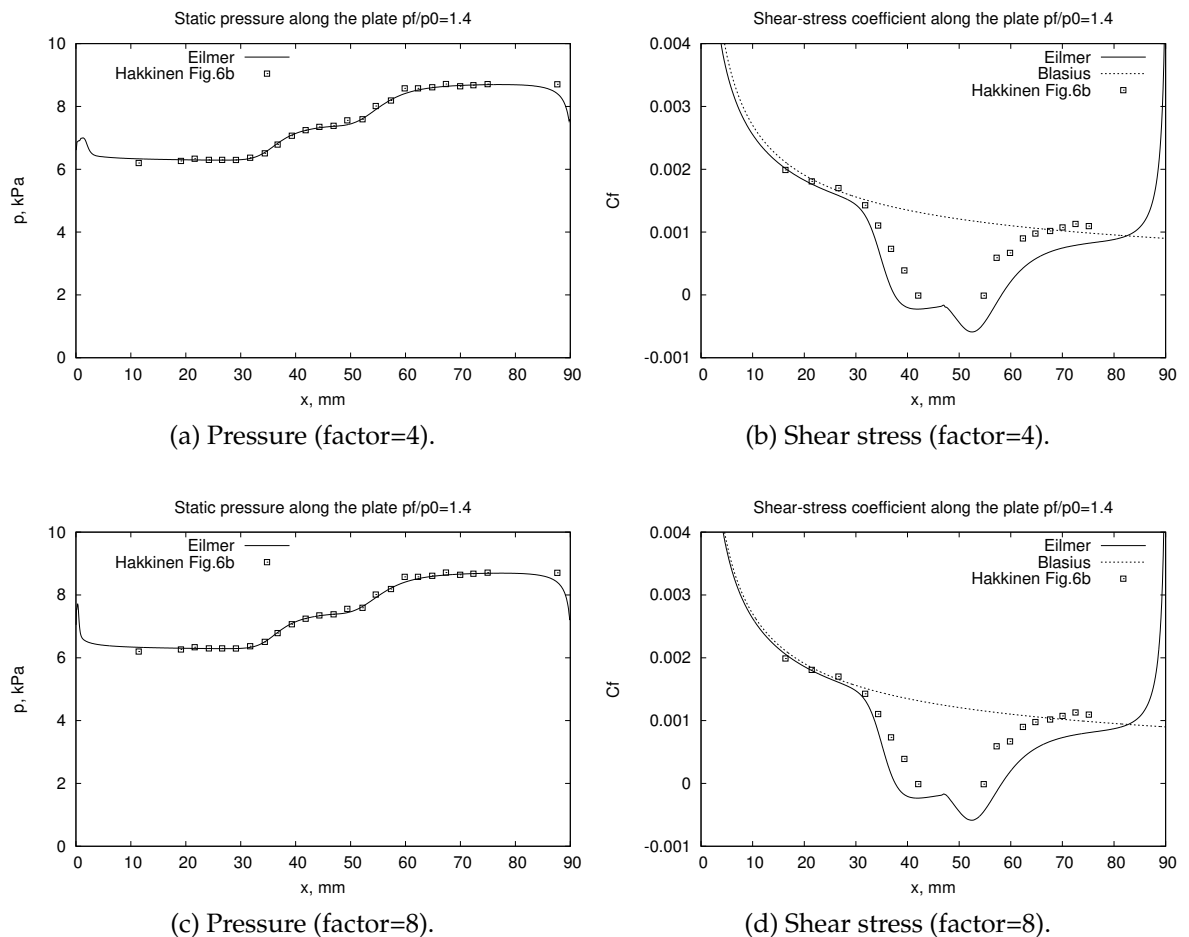 Static pressure along the plate pf/p0=1.4
10
8
6
4
2
0
p, kPa
Eilmer
Hakkinen Fig.6b
0 10 20 30 40 50 60 70 80 90
x, mm
(a) Pressure (factor=4).
Shear-stress coefficient along the plate pf/p0=1.4
0.004
0.003
0.002
0.001
0
-0.001
Cf
Eilmer
Blasius
Hakkinen Fig.6b
0 10 20 30 40 50 60 70 80 90
x, mm
(b) Shear stress (factor=4).
Static pressure along the plate pf/p0=1.4
10
8
6
4
2
0
p, kPa
Eilmer
Hakkinen Fig.6b
0 10 20 30 40 50 60 70 80 90
x, mm
(c) Pressure (factor=8).
Shear-stress coefficient along the plate pf/p0=1.4
0.004
0.003
0.002
0.001
0
-0.001
Cf
Eilmer
Blasius
Hakkinen Fig.6b
0 10 20 30 40 50 60 70 80 90
x, mm
(d) Shear stress (factor=8).